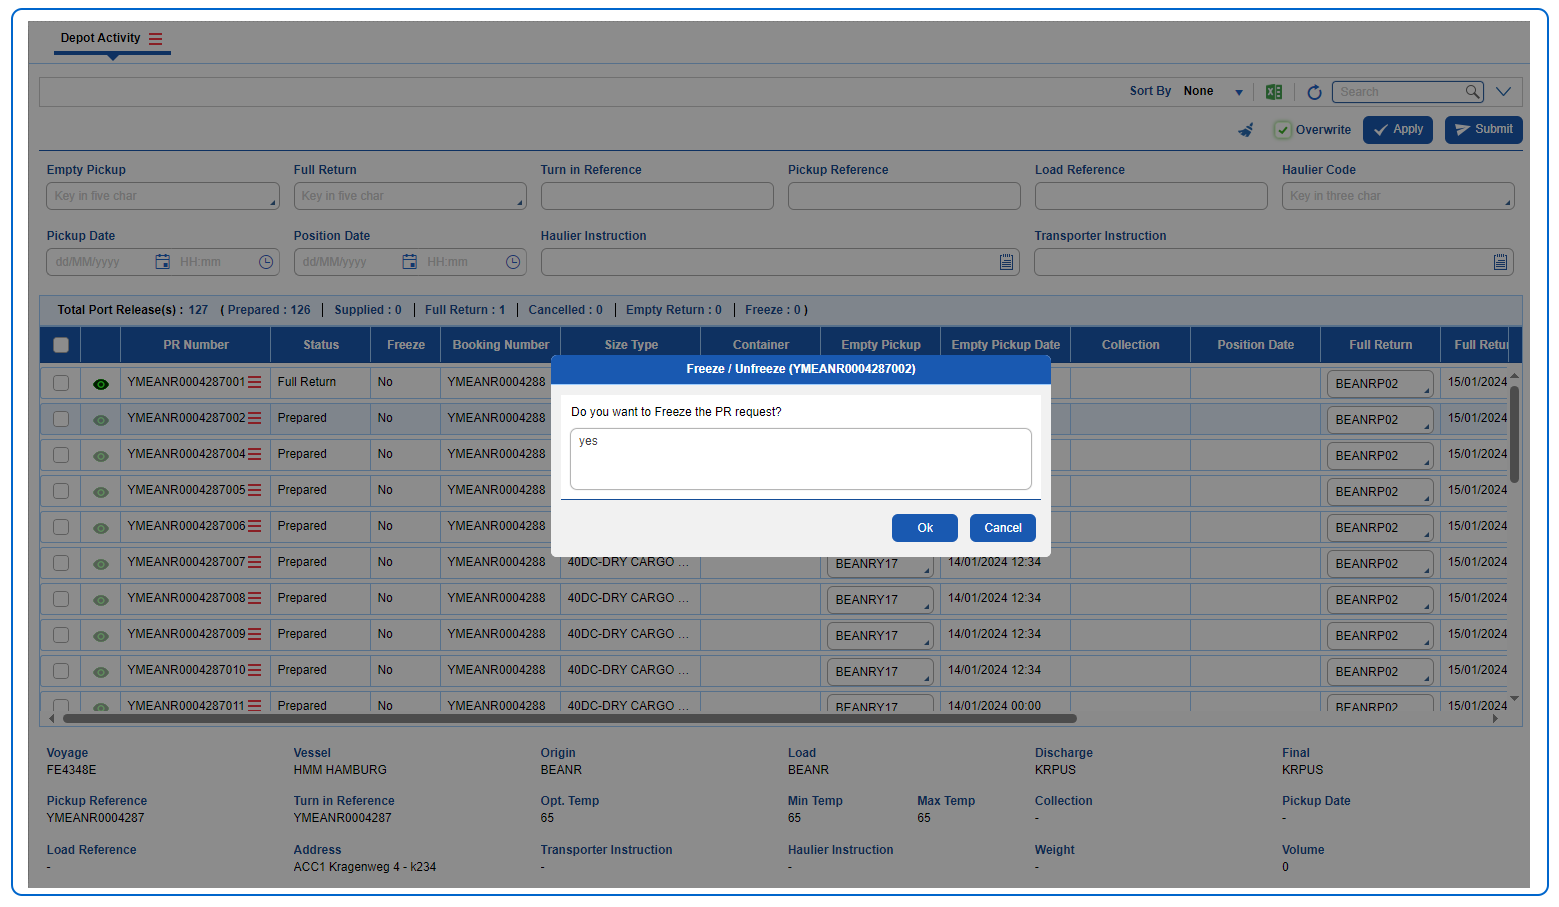 Depot Activity
Sort By None Search
Overwrite Apply Submit
Empty Pickup Full Return Turn in Reference Pickup Reference Load Reference Haulier Code
Key in five char Key in five char Key in three char
Pickup Date Position Date Haulier Instruction Transporter Instruction
dd/MM/yyyy HH:mm dd/MM/yyyy HH:mm
Total Port Release(s) : 127 ( Prepared : 126 | Supplied : 0 | Full Return : 1 | Cancelled : 0 | Empty Return : 0 | Freeze : 0 )
PR Number Status Freeze Booking Number Size Type Container Empty Pickup Empty Pickup Date Collection Position Date Full Return Full Retur
Freeze / Unfreeze (YMEANR0004287002)
Do you want to Freeze the PR request?
yes
Ok Cancel
YMEANR0004287001 Full Return No YMEANR0004288 BEANRP02 15/01/2024
YMEANR0004287002 Prepared No YMEANR0004288 BEANRP02 15/01/2024
YMEANR0004287004 Prepared No YMEANR0004288 BEANRP02 15/01/2024
YMEANR0004287005 Prepared No YMEANR0004288 BEANRP02 15/01/2024
YMEANR0004287006 Prepared No YMEANR0004288 BEANRP02 15/01/2024
YMEANR0004287007 Prepared No YMEANR0004288 40DC-DRY CARGO ... BEANRY17 14/01/2024 12:34 BEANRP02 15/01/2024
YMEANR0004287008 Prepared No YMEANR0004288 40DC-DRY CARGO ... BEANRY17 14/01/2024 12:34 BEANRP02 15/01/2024
YMEANR0004287009 Prepared No YMEANR0004288 40DC-DRY CARGO ... BEANRY17 14/01/2024 12:34 BEANRP02 15/01/2024
YMEANR0004287010 Prepared No YMEANR0004288 40DC-DRY CARGO ... BEANRY17 14/01/2024 12:34 BEANRP02 15/01/2024
YMEANR0004287011 Prepared No YMEANR0004288 40DC-DRY CARGO ... BEANRY17 14/01/2024 00:00 BEANRP02 15/01/2024
Voyage Vessel Origin Load Discharge Final
FE4348E HMM HAMBURG BEANR BEANR KRPUS KRPUS
Pickup Reference Turn in Reference Opt. Temp Min Temp Max Temp Collection Pickup Date
YMEANR0004287 YMEANR0004287 65 65 65 - -
Load Reference Address Transporter Instruction Haulier Instruction Weight Volume
- ACC1 Kragenweg 4 - k234 - - - 0